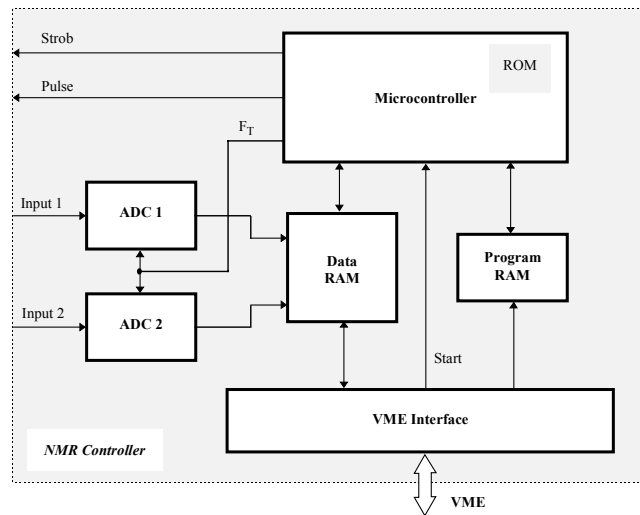 Strob
ROM
Pulse
Microcontroller
F_T
Input 1
ADC 1
Data
RAM
Program
RAM
Input 2
ADC 2
Start
VME Interface
NMR Controller
VME